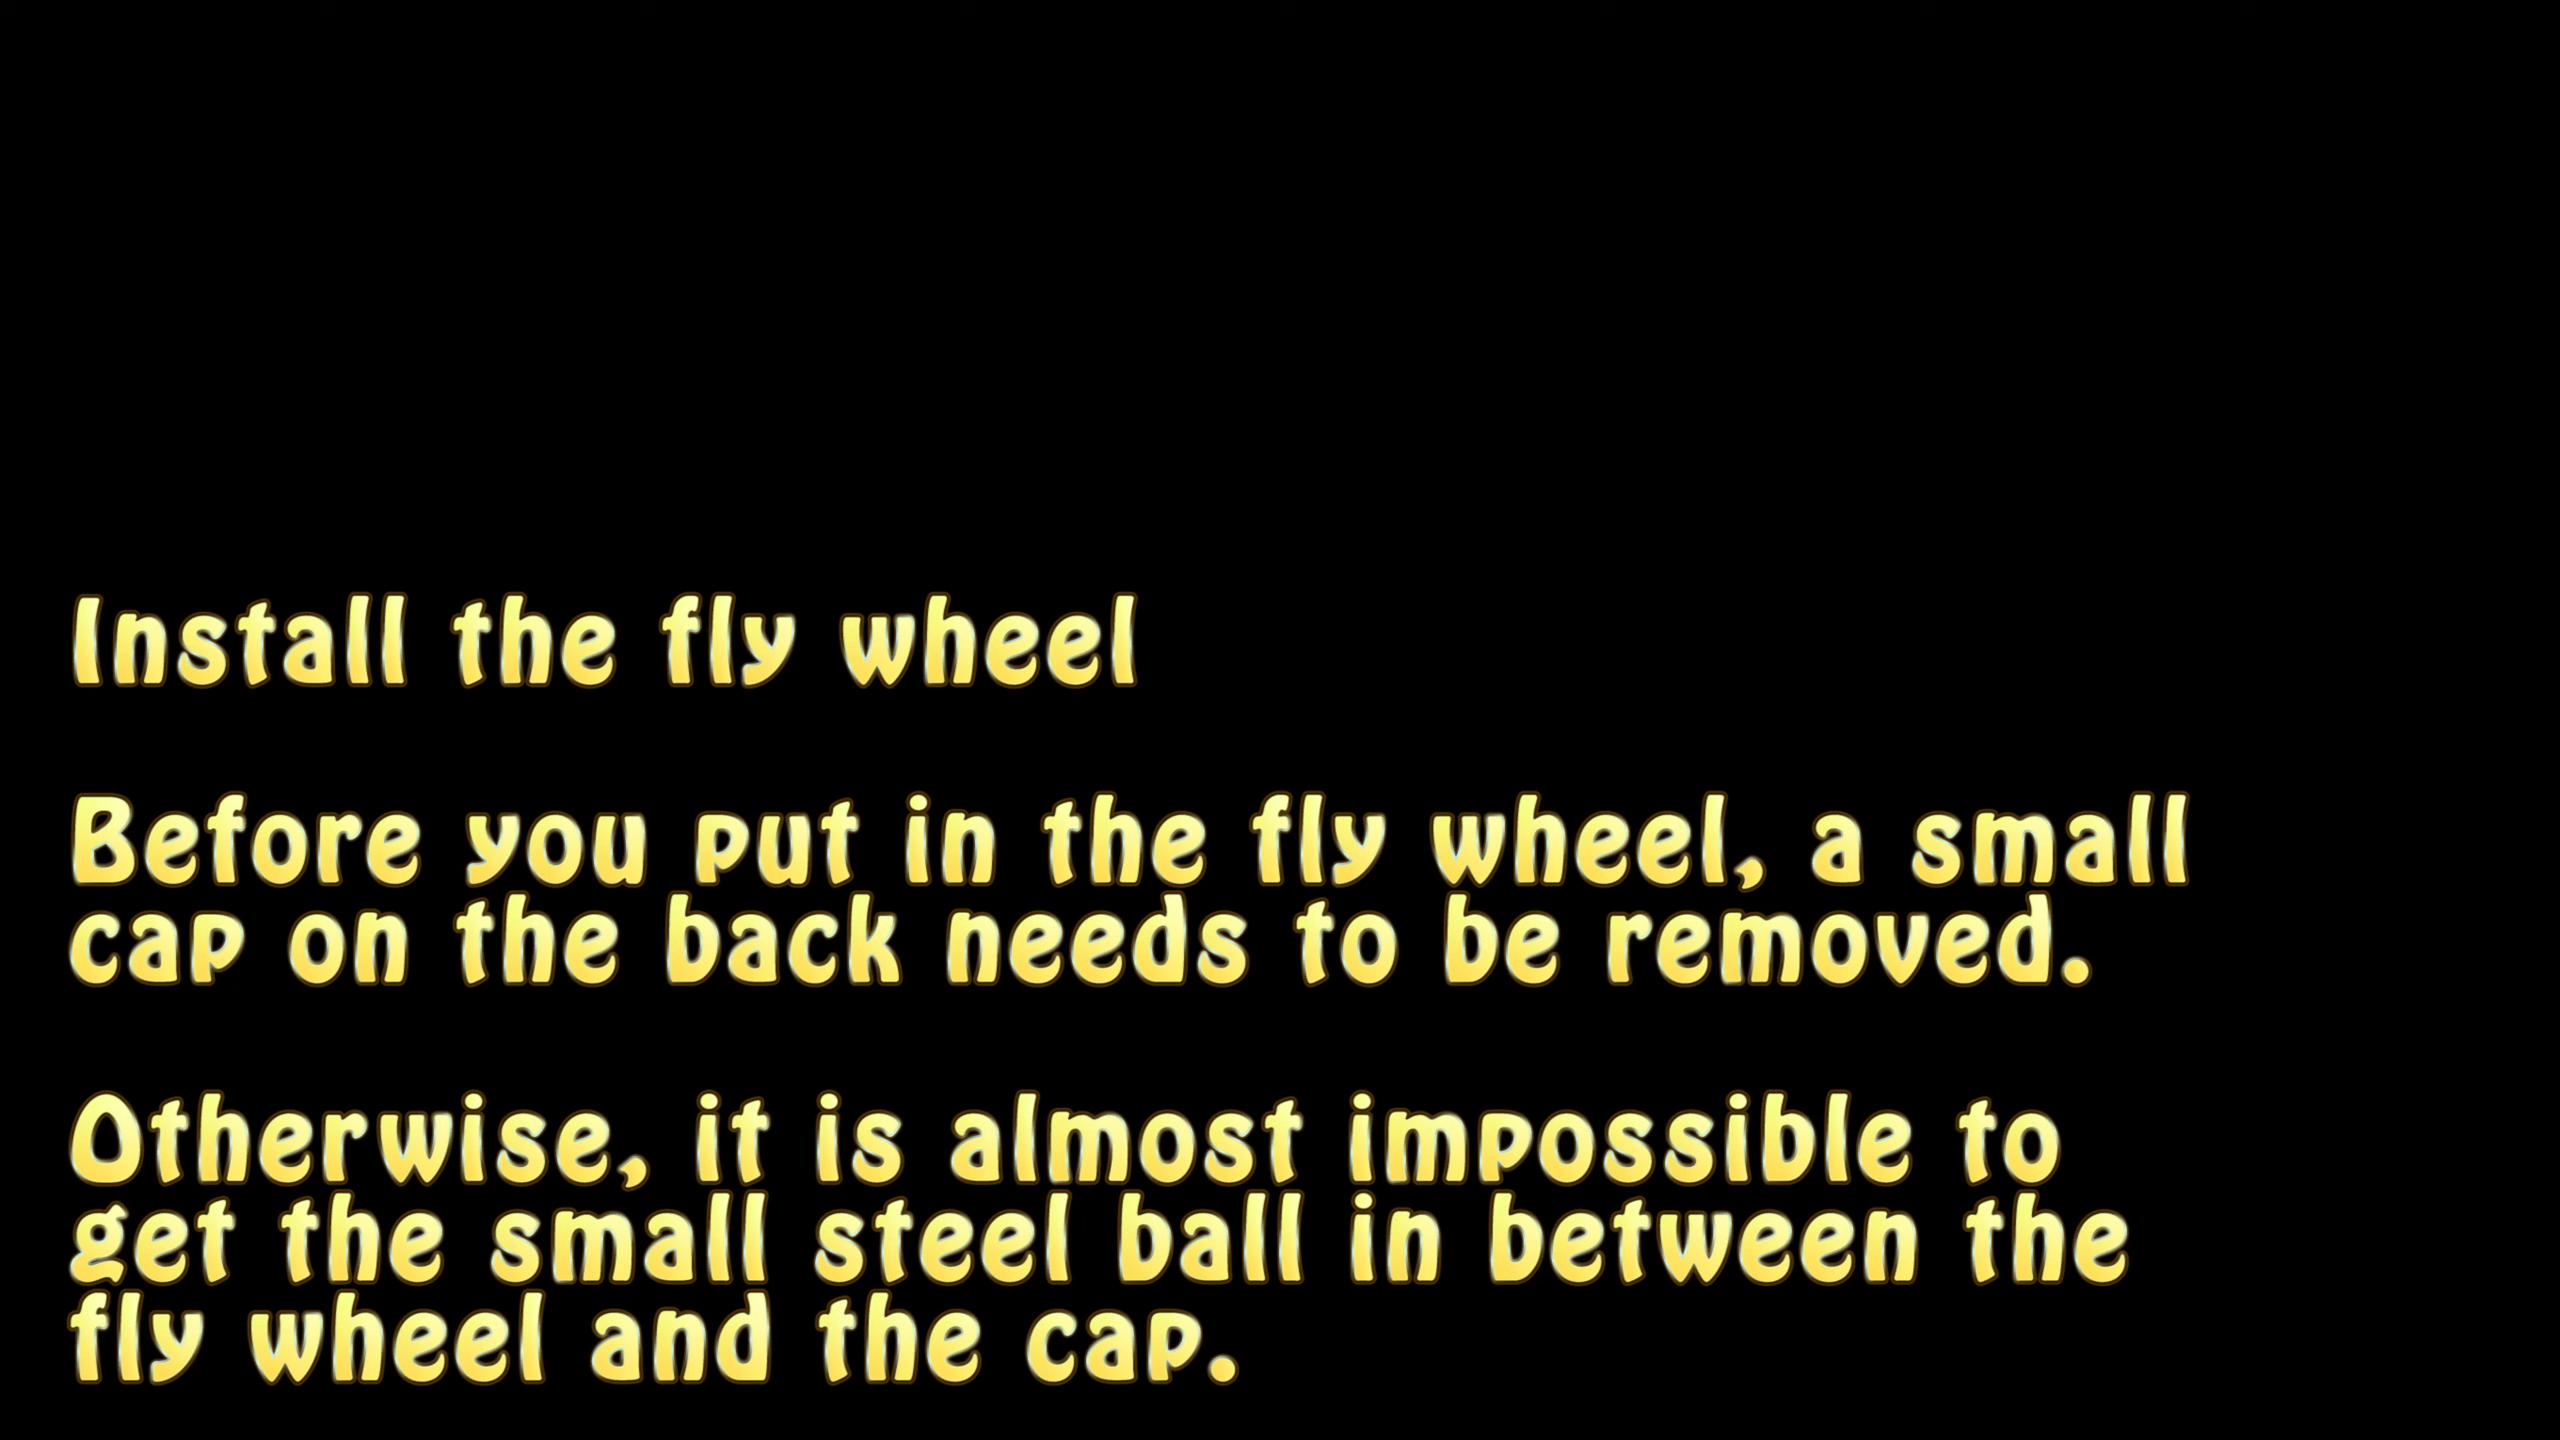 Install the fly wheel
Before you put in the fly wheel, a small
cap on the back needs to be removed.
Otherwise, it is almost impossible to
get the small steel ball in between the
fly wheel and the cap.